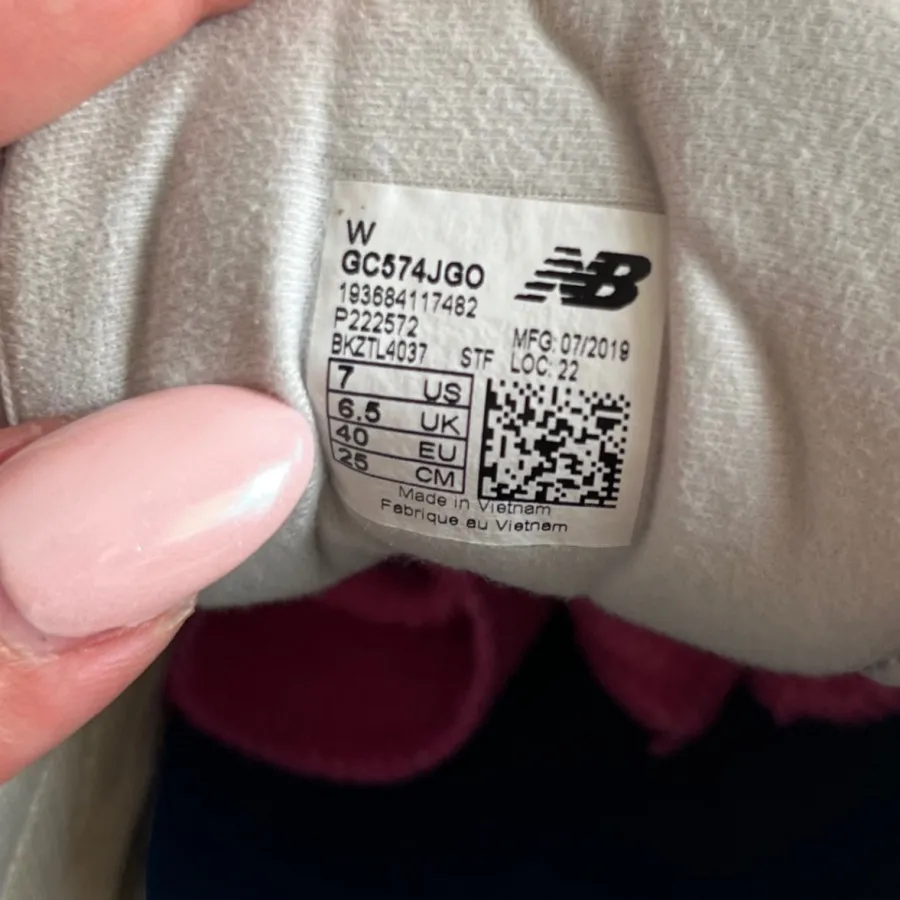 W
GC574JGO
193684117482
P222572
BKZTL4037 STF
NB
MFG: 07/2019
LOC: 22
7 US
6.5 UK
40 EU
25 CM
Made in Vietnam
Fabrique au Vietnam